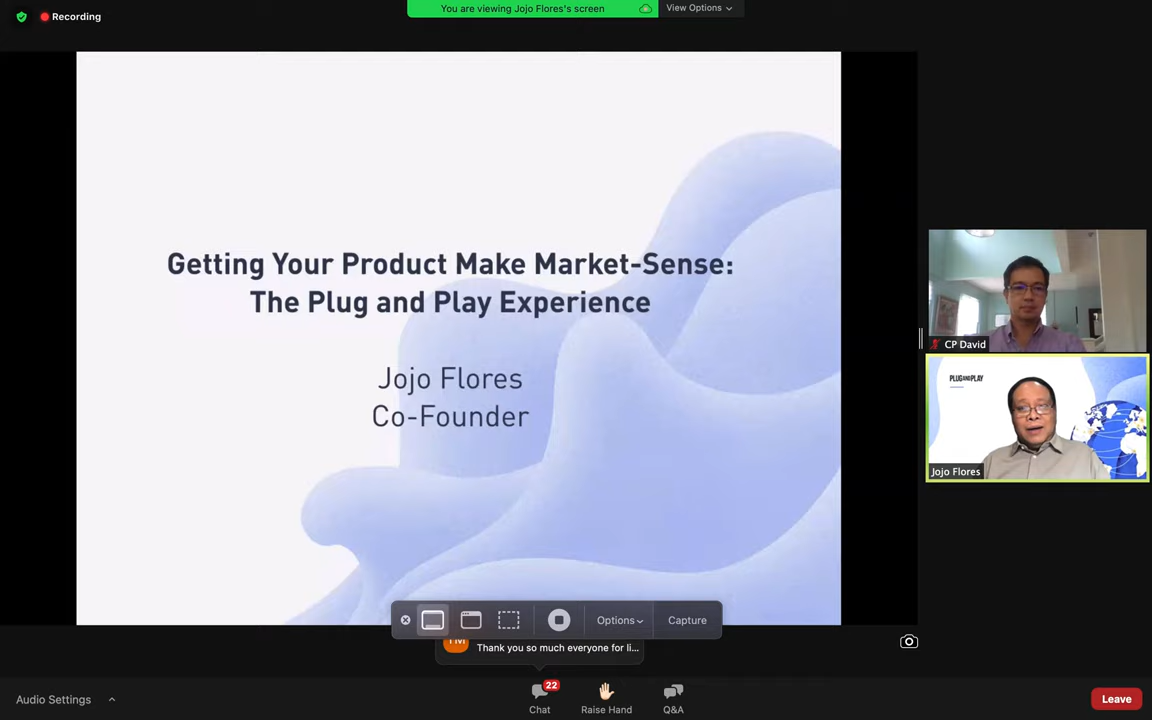 Recording
You are viewing Jojo Flores's screen
View Options
Getting Your Product Make Market-Sense:
The Plug and Play Experience
Jojo Flores
Co-Founder
CP David
PLUGANDPLAY
Jojo Flores
Options
Capture
Thank you so much everyone for li...
Audio Settings
22
Chat
Raise Hand
Q&A
Leave